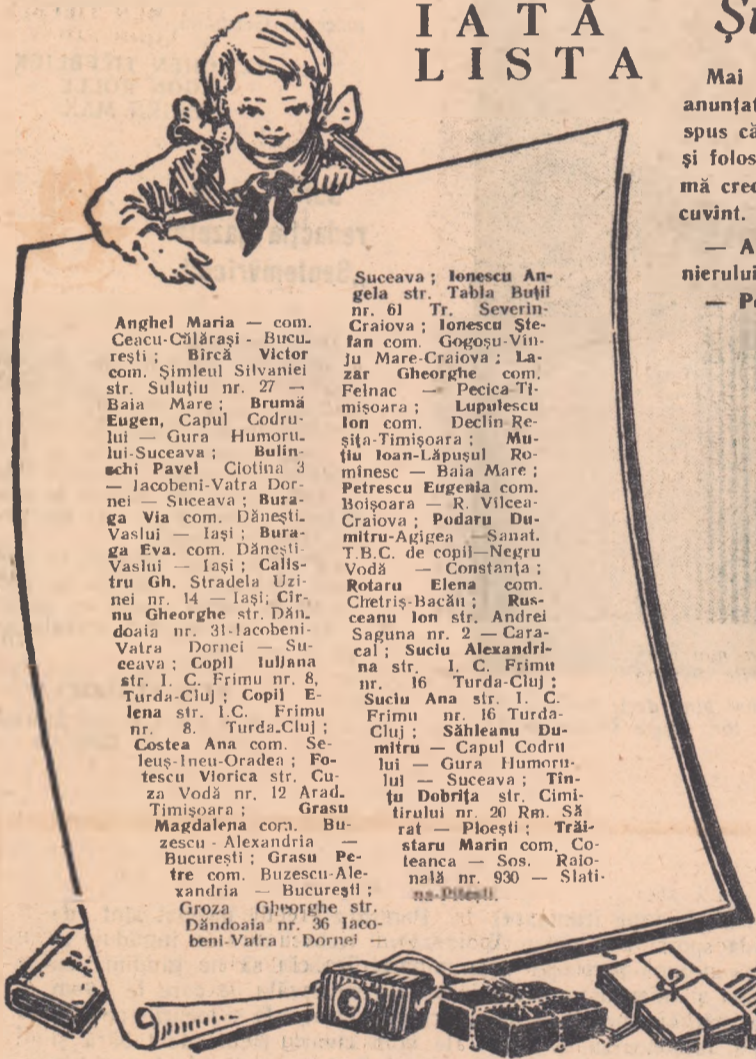 IATĂ
LISTA
Anghel Maria — com.
Ceacu-Călărași - Bucu-
rești ; Bîrcă Victor
com. Șimleul Silvaniei
str. Suluțiu nr. 27 —
Baia Mare ; Brumă
Eugen, Capul Codru-
lui — Gura Humoru-
lui-Suceava ; Bulin-
schi Pavel Ciotina 3
— Iacobeni-Vatra Dor-
nei — Suceava ; Bura-
ga Via com. Dănești-
Vaslui — Iași ; Bura-
ga Eva. com. Dănești-
Vaslui — Iași ; Calis-
tru Gh. Stradela Uzi-
nei nr. 14 — Iași; Cîr-
nu Gheorghe str. Dăn-
doaia nr. 31-Iacobeni-
Vatra Dornei — Su-
ceava ; Copil Iuliana
str. I. C. Frimu nr. 8,
Turda-Cluj ; Copil E-
lena str. I.C. Frimu
nr. 8. Turda-Cluj ;
Costea Ana com. Se-
leuș-Ineu-Oradea ; Fo-
tescu Viorica str. Cu-
za Vodă nr. 12 Arad-
Timișoara ; Grasu
Magdalena com. Bu-
zescu - Alexandria —
București ; Grasu Pe-
tre com. Buzescu-Ale-
xandria — București ;
Groza Gheorghe str.
Dăndoaia nr. 36 Iaco-
beni-Vatra Dornei —
Suceava ; Ionescu An-
gela str. Tabla Buții
nr. 61 Tr. Severin-
Craiova ; Ionescu Ște-
fan com. Gogoșu-Vîn-
ju Mare-Craiova ; La-
zar Gheorghe com.
Felnac — Pecica-Ti-
mișoara ; Lupulescu
Ion com. Declin Re-
șița-Timișoara ; Mu-
țiu Ioan-Lăpușul Ro-
mînesc — Baia Mare ;
Petrescu Eugenia com.
Boișoara — R. Vîlcea-
Craiova ; Podaru Du-
mitru-Agigea — Sanat.
T.B.C. de copil—Negru
Vodă — Constanța ;
Rotaru Elena com.
Chetriș-Bacău ; Rus-
ceanu Ion str. Andrei
Saguna nr. 2 — Cara-
cal ; Suciu Alexandri-
na str. I. C. Frimu
nr. 16 Turda-Cluj ;
Suciu Ana str. I. C.
Frimu nr. 16 Turda-
Cluj ; Săhleanu Du-
mitru — Capul Codru
lui — Gura Humoru-
lui — Suceava ; Tîn-
țu Dobrița str. Cimi-
tirului nr. 20 Rm. Să
rat — Ploești ; Trăi-
staru Marin com. Co-
teanca — Sos. Raio-
nală nr. 930 — Slati-
na-Pitești.
Mai
anunțat
spus că
și folos
mă cred
cuvînt.
— A
nierului